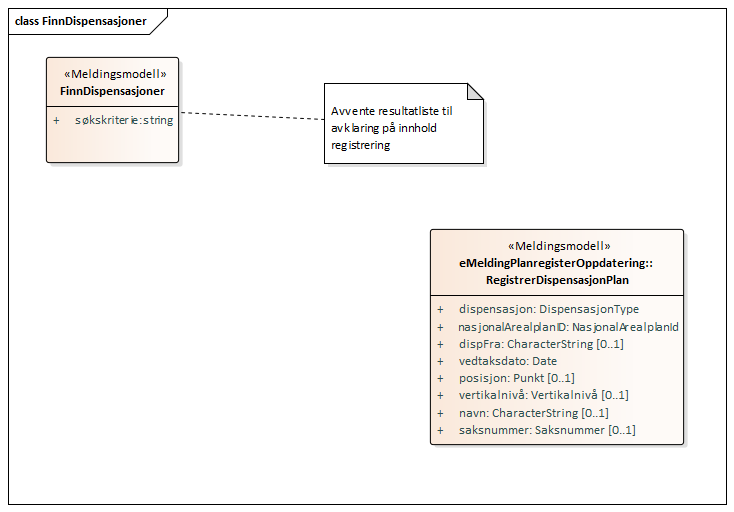 class FinnDispensasjoner
«Meldingsmodell»
FinnDispensasjoner
+ søkskriterie:string
Avvente resultatliste til
avklaring på innhold
registrering
«Meldingsmodell»
eMeldingPlanregisterOppdatering::
RegistrerDispensasjonPlan
+ dispensasjon: DispensasjonType
+ nasjonalArealplanID: NasjonalArealplanId
+ dispFra: CharacterString [0..1]
+ vedtaksdato: Date
+ posisjon: Punkt [0..1]
+ vertikalnivå: Vertikalnivå [0..1]
+ navn: CharacterString [0..1]
+ saksnummer: Saksnummer [0..1]